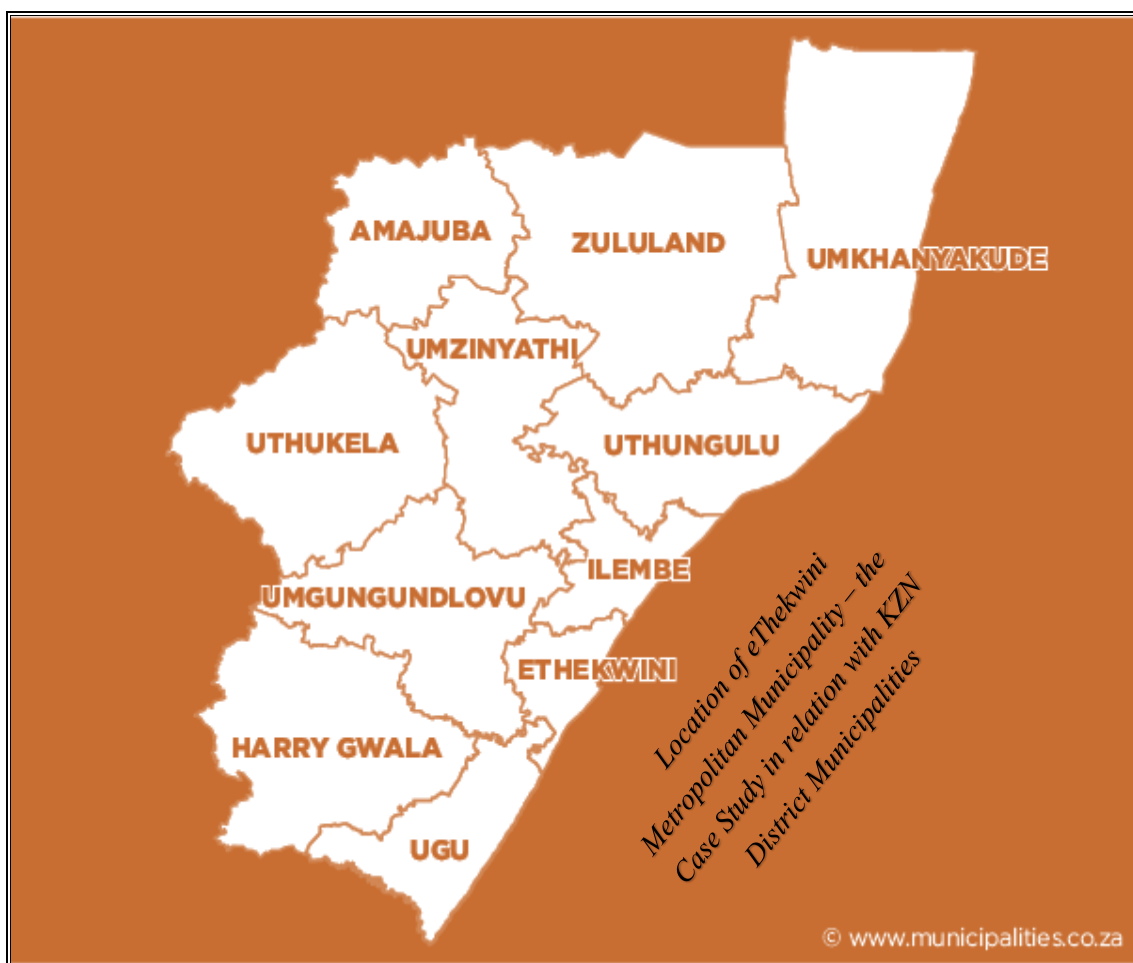 AMAJUBA
ZULULAND
UMKHANYAKUDE
UMZINYATHI
UTHUKELA
UTHUNGULU
ILEMBE
UMGUNGUNDLOVU
ETHEKWINI
HARRY GWALA
UGU
Location of eThekwini
Metropolitan Municipality – the
Case Study in relation with KZN
District Municipalities
© www.municipalities.co.za